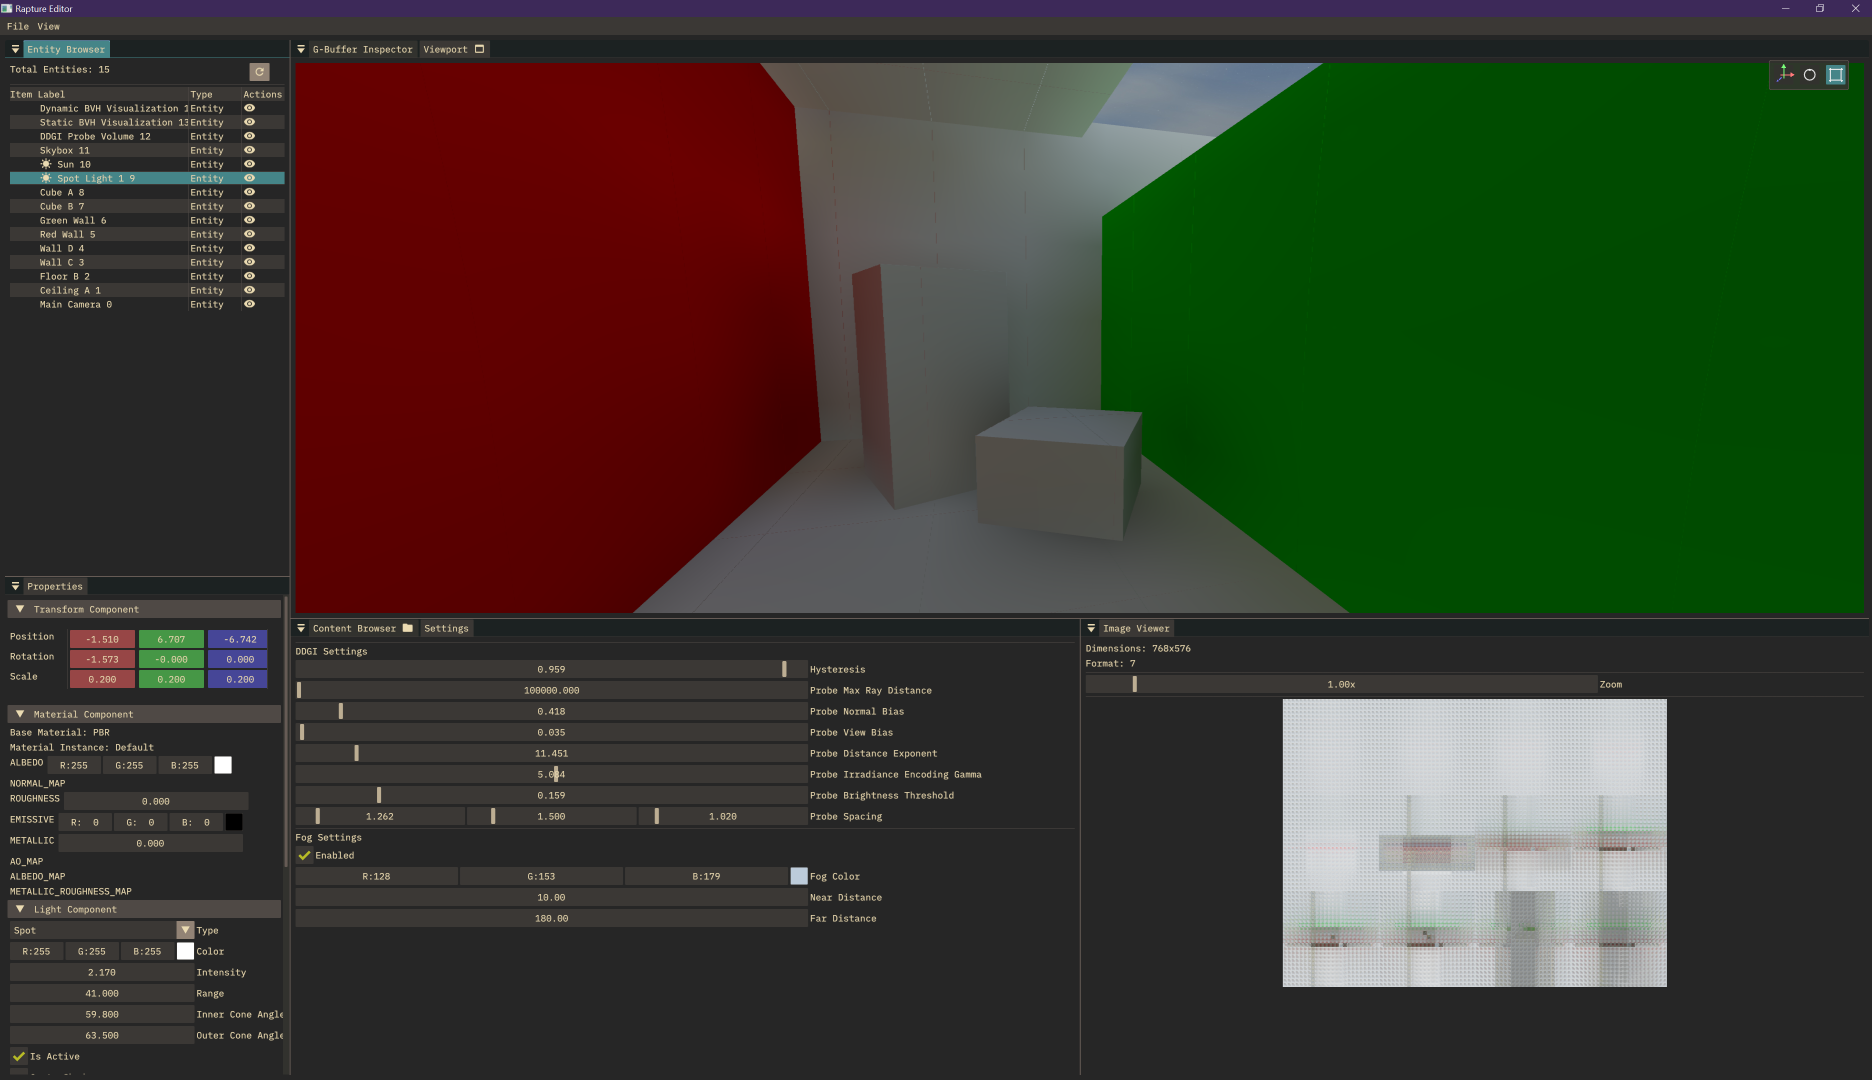 Rapture Editor
File View
Entity Browser
Total Entities: 15
Item Label Type Actions
Dynamic BVH Visualization 1 Entity
Static BVH Visualization 13 Entity
DDGI Probe Volume 12 Entity
Skybox 11 Entity
Sun 10 Entity
Spot Light 1 9 Entity
Cube A 8 Entity
Cube B 7 Entity
Green Wall 6 Entity
Red Wall 5 Entity
Wall D 4 Entity
Wall C 3 Entity
Floor B 2 Entity
Ceiling A 1 Entity
Main Camera 0 Entity
G-Buffer Inspector Viewport
Properties
Transform Component
Position -1.510 6.707 -6.742
Rotation -1.573 -0.000 0.000
Scale 0.200 0.200 0.200
Material Component
Base Material: PBR
Material Instance: Default
ALBEDO R:255 G:255 B:255
NORMAL_MAP
ROUGHNESS 0.000
EMISSIVE R: 0 G: 0 B: 0
METALLIC 0.000
AO_MAP
ALBEDO_MAP
METALLIC_ROUGHNESS_MAP
Light Component
Spot Type
R:255 G:255 B:255 Color
2.170 Intensity
41.000 Range
59.800 Inner Cone Angle
63.500 Outer Cone Angle
Is Active
Content Browser Settings
DDGI Settings
0.959 Hysteresis
100000.000 Probe Max Ray Distance
0.418 Probe Normal Bias
0.035 Probe View Bias
11.451 Probe Distance Exponent
Probe Irradiance Encoding Gamma
0.159 Probe Brightness Threshold
1.262 1.500 1.020 Probe Spacing
Fog Settings
Enabled
R:128 G:153 B:179 Fog Color
10.00 Near Distance
180.00 Far Distance
Image Viewer
Dimensions: 768x576
Format: 7
1.00x Zoom